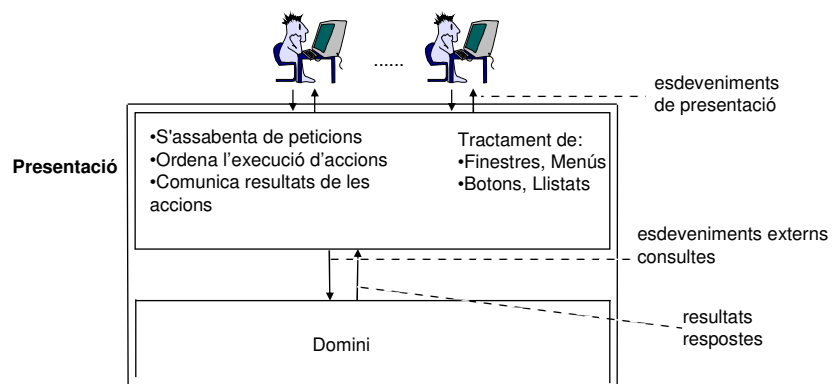 ......
esdeveniments
de presentació
Presentació
•S'assabenta de peticions
•Ordena l'execució d'accions
•Comunica resultats de les
accions
Tractament de:
•Finestres, Menús
•Botons, Llistats
esdeveniments externs
consultes
resultats
respostes
Domini